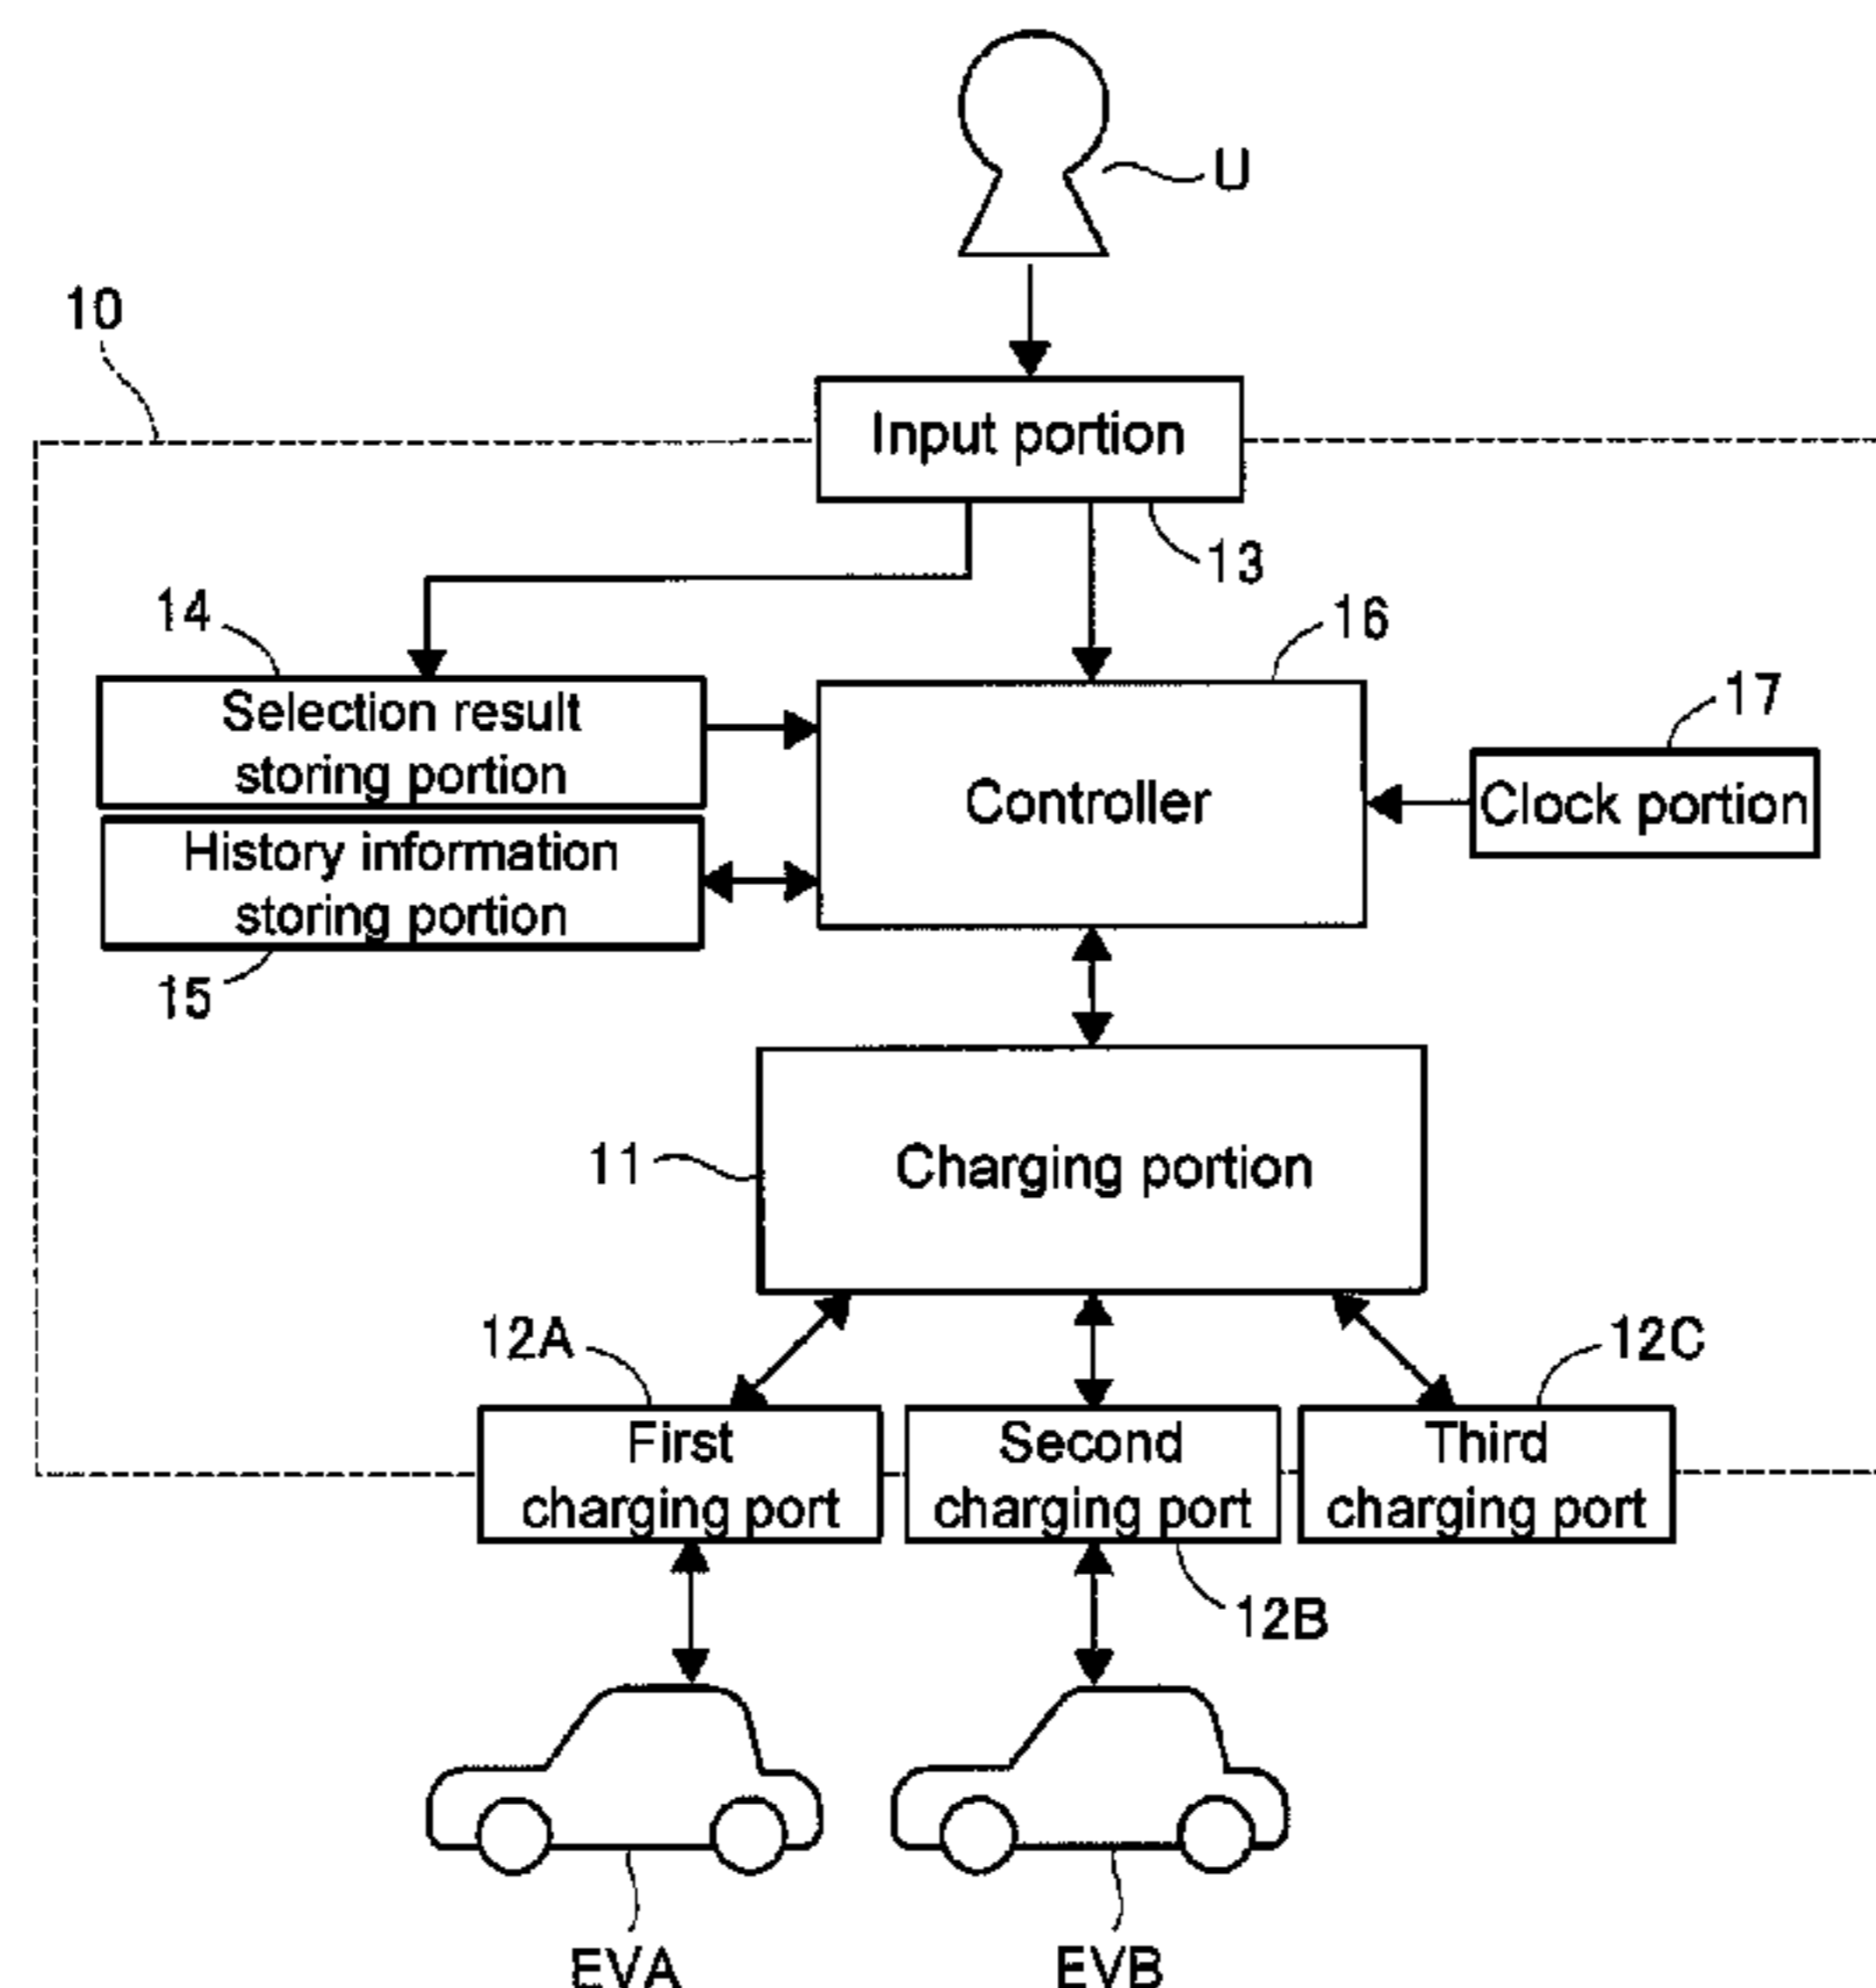 U
10
Input portion
13
14
16
Selection result
storing portion
17
Controller
Clock portion
History information
storing portion
15
11
Charging portion
12A
12C
First
charging port
Second
charging port
Third
charging port
12B
EVA
EVB